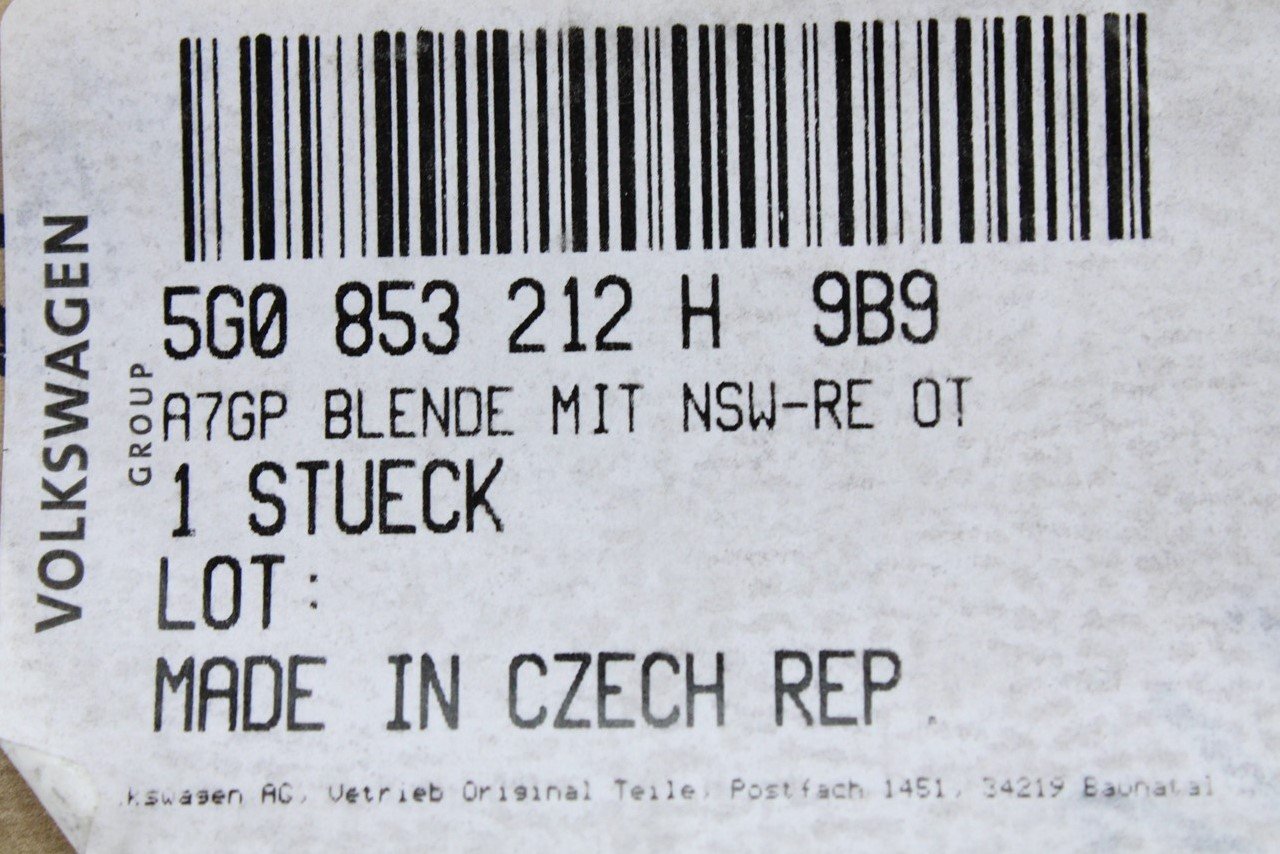 VOLKSWAGEN
GROUP
5G0 853 212 H 9B9
A7GP BLENDE MIT NSW-RE OT
1 STUECK
LOT:
MADE IN CZECH REP.
kswagen AG, Vetrieb Original Teile, Postfach 1451, 34219 Baunatal